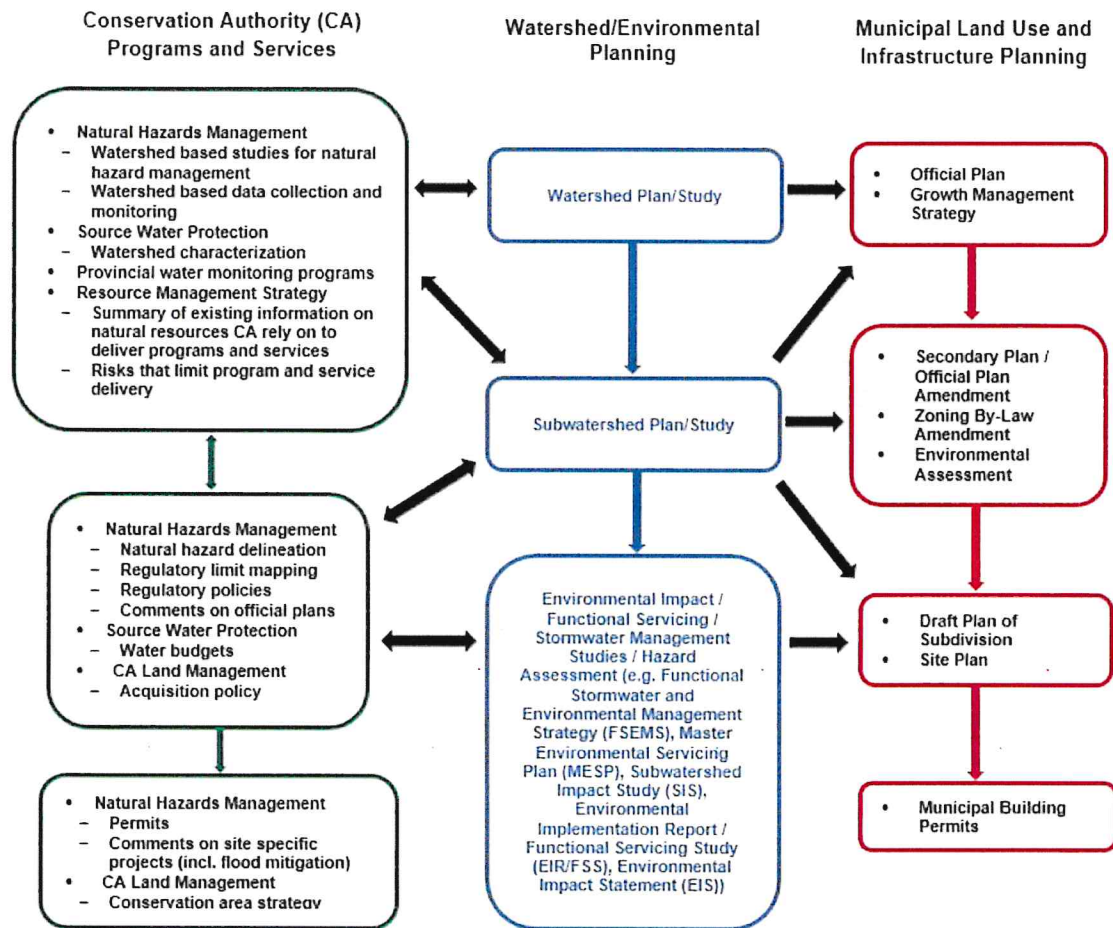 Conservation Authority (CA)
Programs and Services
Watershed/Environmental
Planning
Municipal Land Use and
Infrastructure Planning
• Natural Hazards Management
– Watershed based studies for natural
hazard management
– Watershed based data collection and
monitoring
• Source Water Protection
– Watershed characterization
• Provincial water monitoring programs
• Resource Management Strategy
– Summary of existing information on
natural resources CA rely on to
deliver programs and services
– Risks that limit program and service
delivery
Watershed Plan/Study
• Official Plan
• Growth Management
Strategy
Subwatershed Plan/Study
• Secondary Plan /
Official Plan
Amendment
• Zoning By-Law
Amendment
• Environmental
Assessment
• Natural Hazards Management
– Natural hazard delineation
– Regulatory limit mapping
– Regulatory policies
– Comments on official plans
• Source Water Protection
– Water budgets
• CA Land Management
– Acquisition policy
Environmental Impact /
Functional Servicing /
Stormwater Management
Studies / Hazard
Assessment (e.g. Functional
Stormwater and
Environmental Management
Strategy (FSEMS), Master
Environmental Servicing
Plan (MESP), Subwatershed
Impact Study (SIS),
Environmental
Implementation Report /
Functional Servicing Study
(EIR/FSS), Environmental
Impact Statement (EIS))
• Draft Plan of
Subdivision
• Site Plan
• Natural Hazards Management
– Permits
– Comments on site specific
projects (incl. flood mitigation)
• CA Land Management
– Conservation area strategy
• Municipal Building
Permits